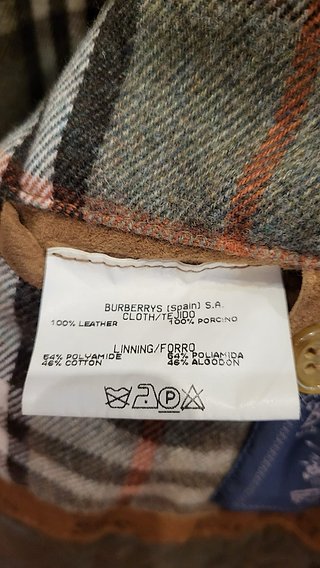 BURBERRYS (Spain) S.A.
CLOTH/TEJIDO
100% LEATHER 100% PORCINO
LINNING/FORRO
54% POLYAMIDE 54% POLIAMIDA
46% COTTON 46% ALGODON
P